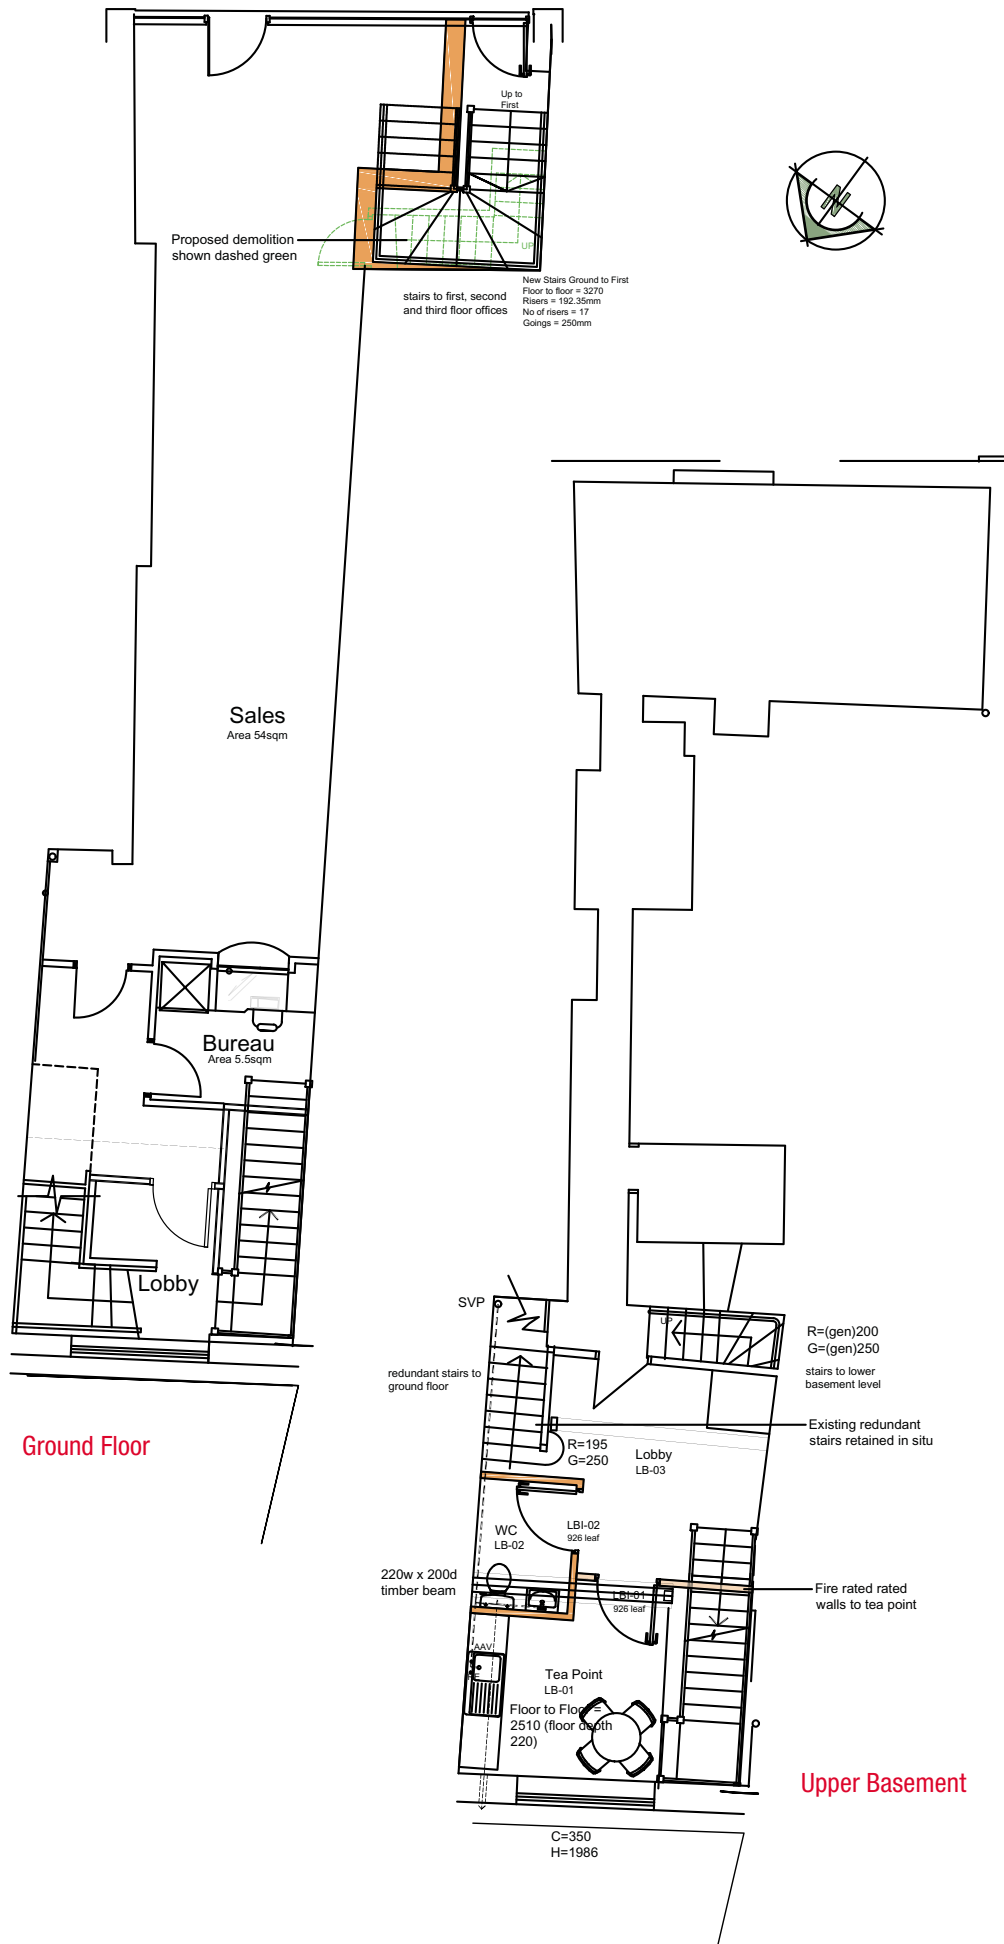 Up to
First
Proposed demolition
shown dashed green
UP
N
New Stairs Ground to First
Floor to floor = 3270
Risers = 192.35mm
No of risers = 17
Goings = 250mm
stairs to first, second
and third floor offices
Sales
Area 54sqm
Bureau
Area 5.5sqm
Lobby
Ground Floor
SVP
UP
R=(gen)200
G=(gen)250
stairs to lower
basement level
redundant stairs to
ground floor
Existing redundant
stairs retained in situ
R=195
G=250
Lobby
LB-03
WC
LB-02
LBI-02
926 leaf
220w x 200d
timber beam
LBI-01
926 leaf
Fire rated rated
walls to tea point
AAV
Tea Point
LB-01
Floor to Floor =
2510 (floor depth
220)
Upper Basement
C=350
H=1986